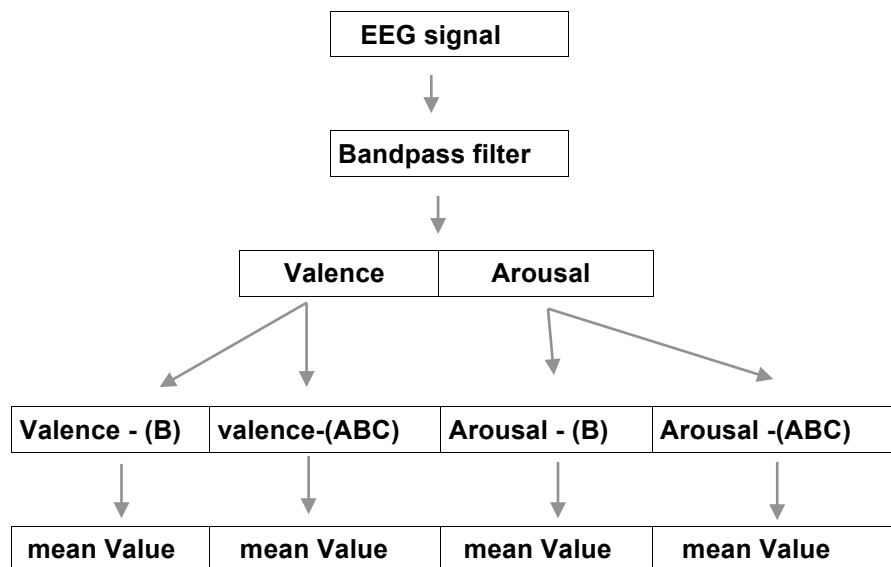 EEG signal
Bandpass filter
Valence Arousal
Valence - (B) valence-(ABC) Arousal - (B) Arousal -(ABC)
mean Value mean Value mean Value mean Value